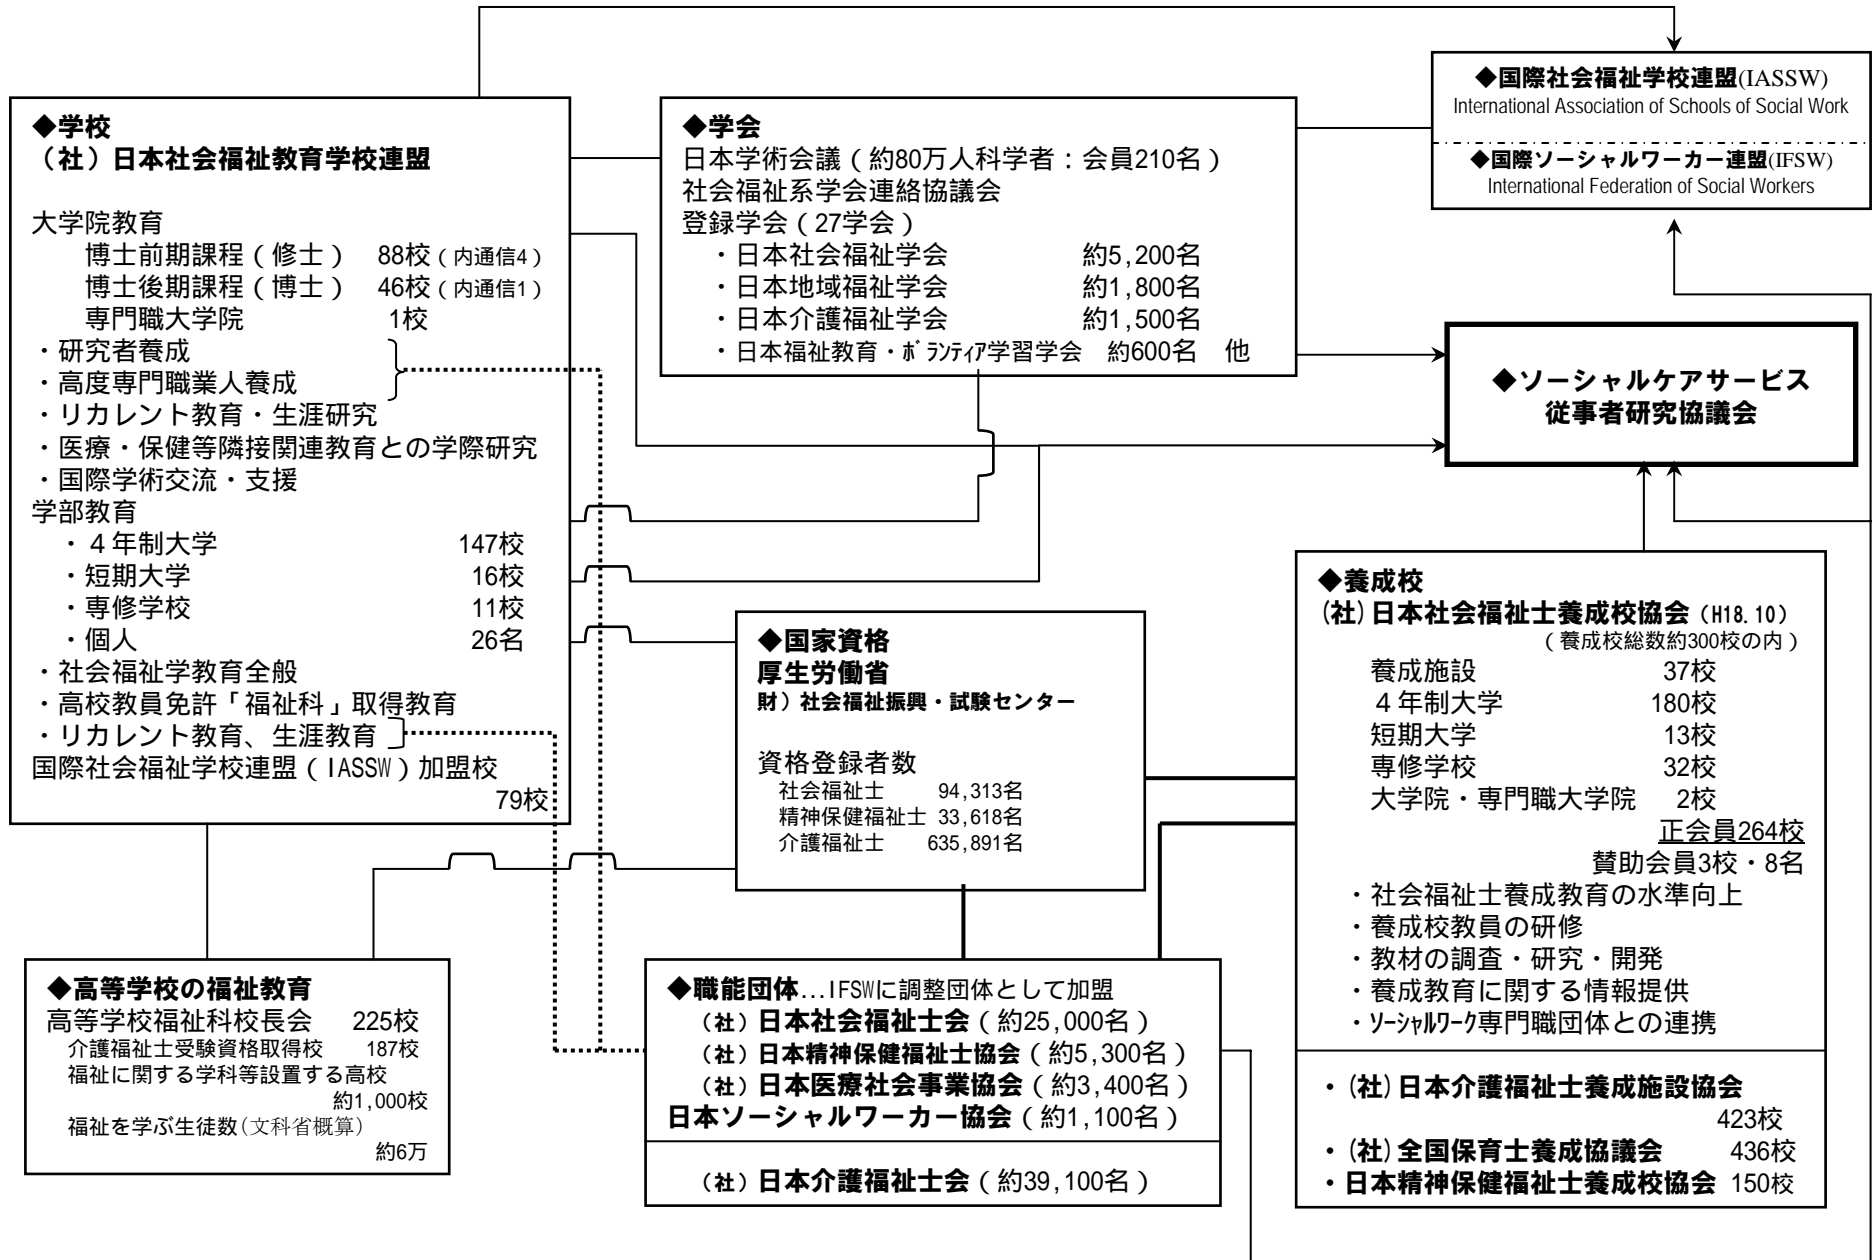 ◆学校
（社）日本社会福祉教育学校連盟
大学院教育
博士前期課程（修士） 88校（内通信4）
博士後期課程（博士） 46校（内通信1）
専門職大学院 1校
・研究者養成
・高度専門職業人養成
・リカレント教育・生涯研究
・医療・保健等隣接関連教育との学際研究
・国際学術交流・支援
学部教育
・４年制大学 147校
・短期大学 16校
・専修学校 11校
・個人 26名
・社会福祉学教育全般
・高校教員免許「福祉科」取得教育
・リカレント教育、生涯教育
国際社会福祉学校連盟（IASSW）加盟校
79校
◆学会
日本学術会議（約80万人科学者：会員210名）
社会福祉系学会連絡協議会
登録学会（27学会）
・日本社会福祉学会 約5,200名
・日本地域福祉学会 約1,800名
・日本介護福祉学会 約1,500名
・日本福祉教育・ﾎﾞﾗﾝﾃｨｱ学習学会 約600名 他
◆国際社会福祉学校連盟(IASSW)
International Association of Schools of Social Work
◆国際ソーシャルワーカー連盟(IFSW)
International Federation of Social Workers
◆ソーシャルケアサービス
従事者研究協議会
◆国家資格
厚生労働省
財）社会福祉振興・試験センター
資格登録者数
社会福祉士 94,313名
精神保健福祉士 33,618名
介護福祉士 635,891名
◆養成校
(社)日本社会福祉士養成校協会（H18.10）
（養成校総数約300校の内）
養成施設 37校
４年制大学 180校
短期大学 13校
専修学校 32校
大学院・専門職大学院 2校
正会員264校
賛助会員3校・8名
・社会福祉士養成教育の水準向上
・養成校教員の研修
・教材の調査・研究・開発
・養成教育に関する情報提供
・ｿｰｼｬﾙﾜｰｸ専門職団体との連携
・(社)日本介護福祉士養成施設協会
423校
・(社)全国保育士養成協議会 436校
・日本精神保健福祉士養成校協会 150校
◆高等学校の福祉教育
高等学校福祉科校長会 225校
介護福祉士受験資格取得校 187校
福祉に関する学科等設置する高校
約1,000校
福祉を学ぶ生徒数(文科省概算)
約6万
◆職能団体…IFSWに調整団体として加盟
（社）日本社会福祉士会（約25,000名）
（社）日本精神保健福祉士協会（約5,300名）
（社）日本医療社会事業協会（約3,400名）
日本ソーシャルワーカー協会（約1,100名）
（社）日本介護福祉士会（約39,100名）